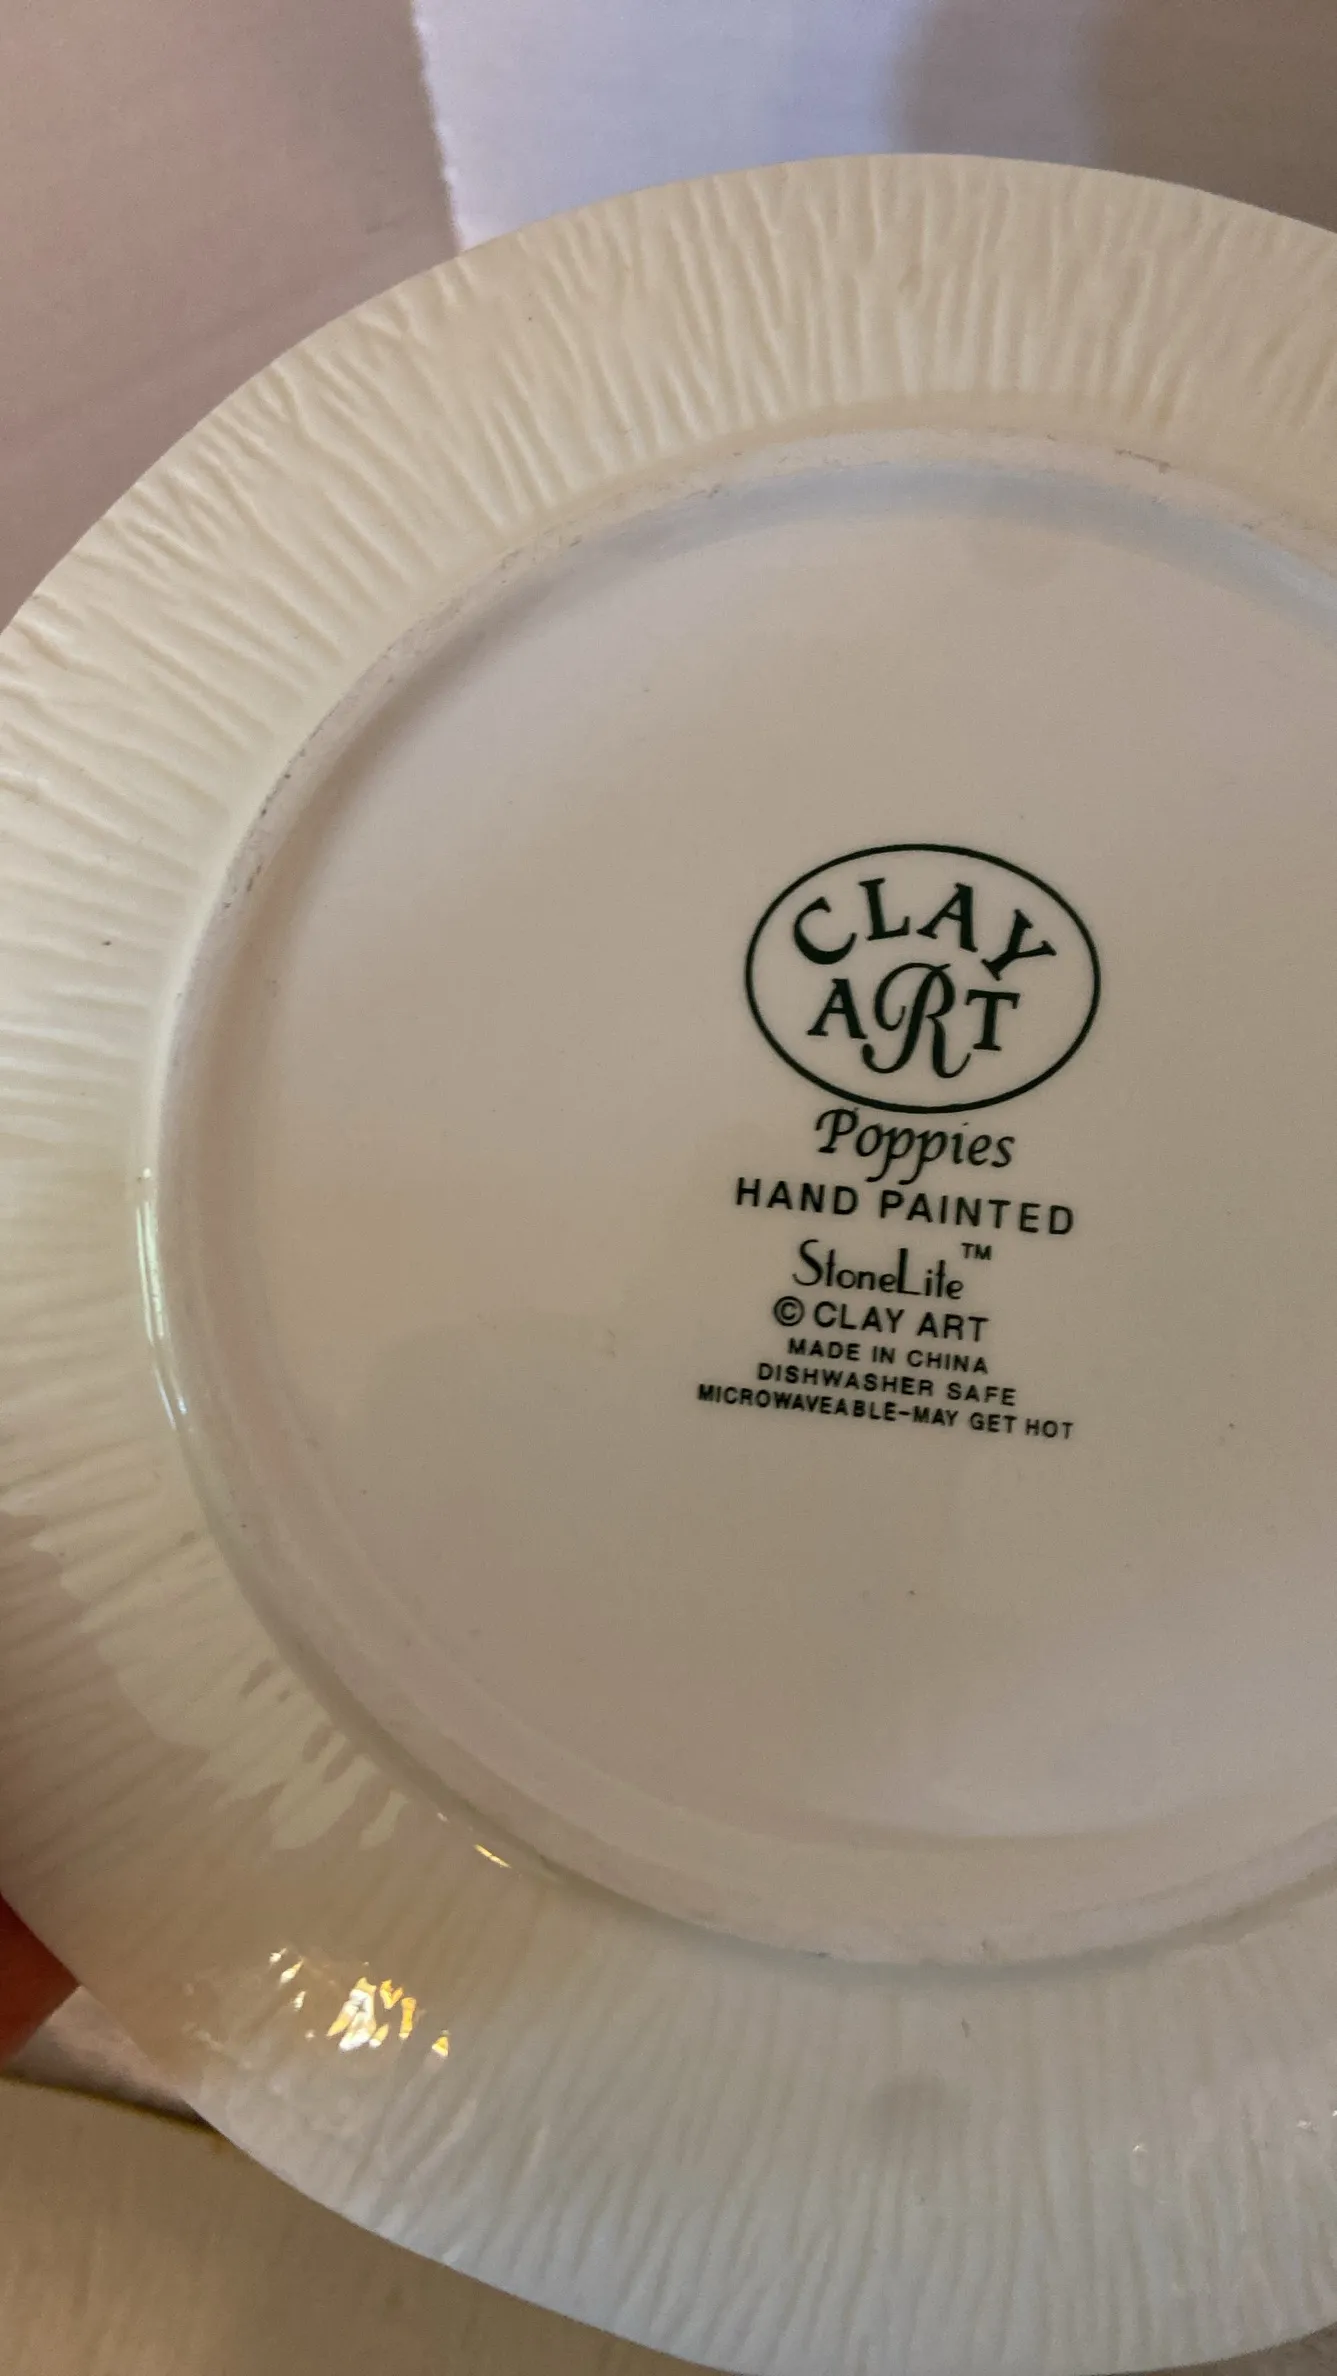 CLAY
ART
Poppies
HAND PAINTED
StoneLite™
© CLAY ART
MADE IN CHINA
DISHWASHER SAFE
MICROWAVEABLE-MAY GET HOT